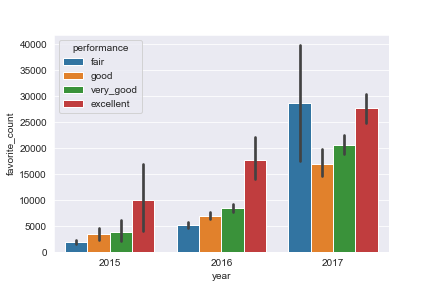 40000
35000
30000
25000
20000
15000
10000
5000
0
favorite_count
performance
fair
good
very_good
excellent
2015 2016 2017
year